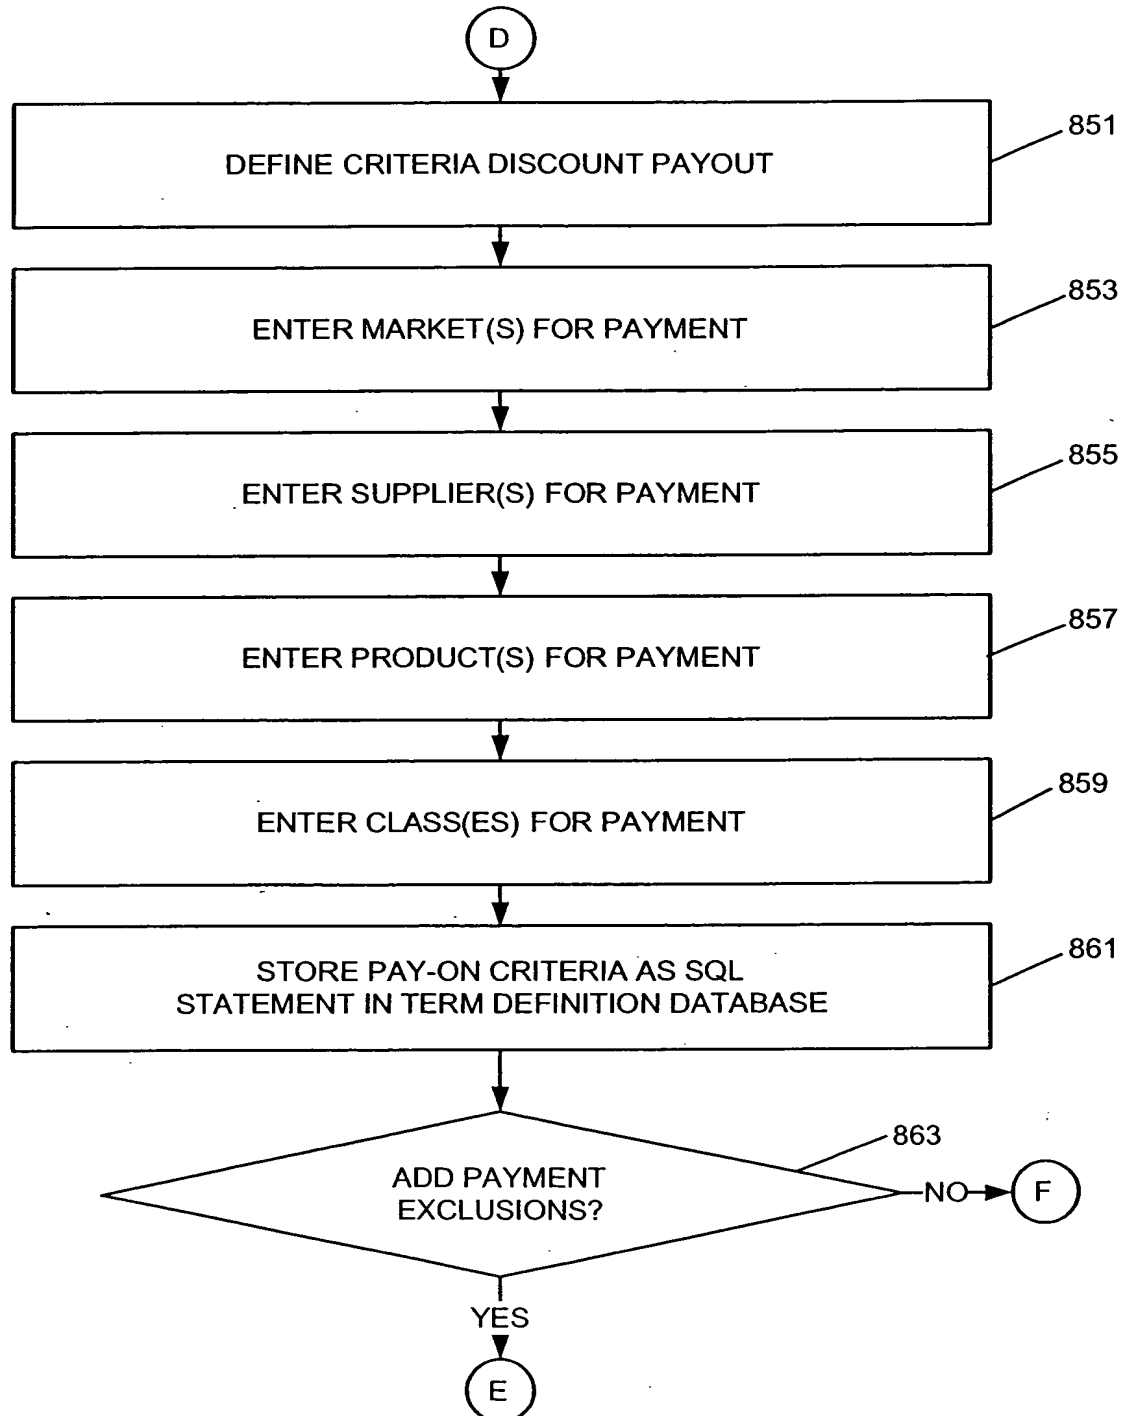 D
DEFINE CRITERIA DISCOUNT PAYOUT
851
ENTER MARKET(S) FOR PAYMENT
853
ENTER SUPPLIER(S) FOR PAYMENT
855
ENTER PRODUCT(S) FOR PAYMENT
857
ENTER CLASS(ES) FOR PAYMENT
859
STORE PAY-ON CRITERIA AS SQL
STATEMENT IN TERM DEFINITION DATABASE
861
ADD PAYMENT
EXCLUSIONS?
863
NO
F
YES
E